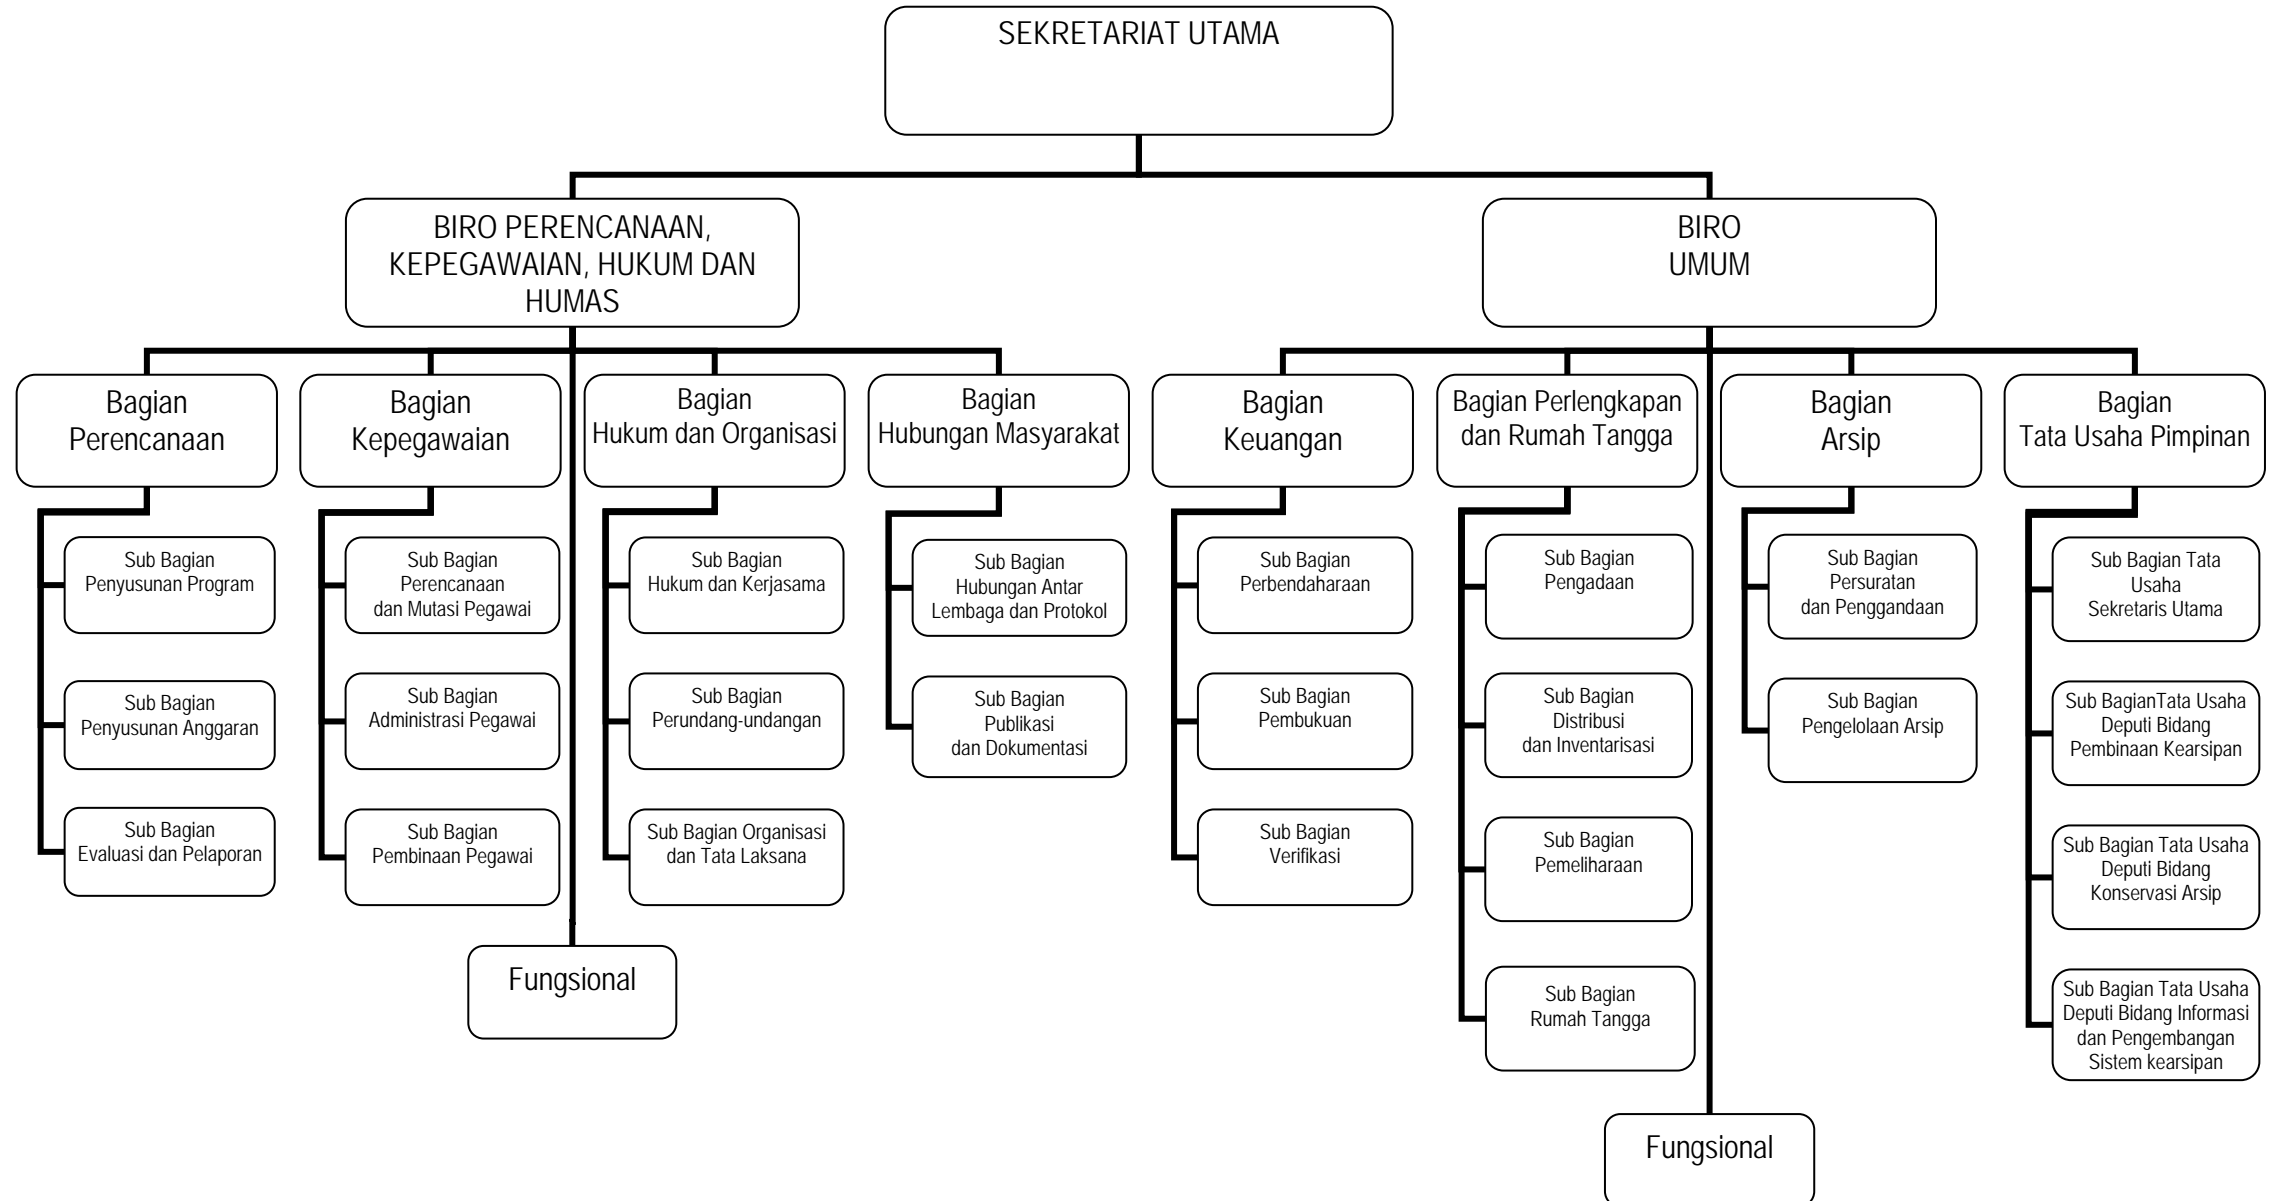 SEKRETARIAT UTAMA
BIRO PERENCANAAN,
KEPEGAWAIAN, HUKUM DAN
HUMAS
BIRO
UMUM
Bagian
Perencanaan
Bagian
Kepegawaian
Bagian
Hukum dan Organisasi
Bagian
Hubungan Masyarakat
Bagian
Keuangan
Bagian Perlengkapan
dan Rumah Tangga
Bagian
Arsip
Bagian
Tata Usaha Pimpinan
Sub Bagian
Penyusunan Program
Sub Bagian
Penyusunan Anggaran
Sub Bagian
Evaluasi dan Pelaporan
Sub Bagian
Perencanaan
dan Mutasi Pegawai
Sub Bagian
Administrasi Pegawai
Sub Bagian
Pembinaan Pegawai
Sub Bagian
Hukum dan Kerjasama
Sub Bagian
Perundang-undangan
Sub Bagian Organisasi
dan Tata Laksana
Sub Bagian
Hubungan Antar
Lembaga dan Protokol
Sub Bagian
Publikasi
dan Dokumentasi
Sub Bagian
Perbendaharaan
Sub Bagian
Pembukuan
Sub Bagian
Verifikasi
Sub Bagian
Pengadaan
Sub Bagian
Distribusi
dan Inventarisasi
Sub Bagian
Pemeliharaan
Sub Bagian
Rumah Tangga
Sub Bagian
Persuratan
dan Penggandaan
Sub Bagian
Pengelolaan Arsip
Sub Bagian Tata
Usaha
Sekretaris Utama
Sub BagianTata Usaha
Deputi Bidang
Pembinaan Kearsipan
Sub Bagian Tata Usaha
Deputi Bidang
Konservasi Arsip
Sub Bagian Tata Usaha
Deputi Bidang Informasi
dan Pengembangan
Sistem kearsipan
Fungsional
Fungsional